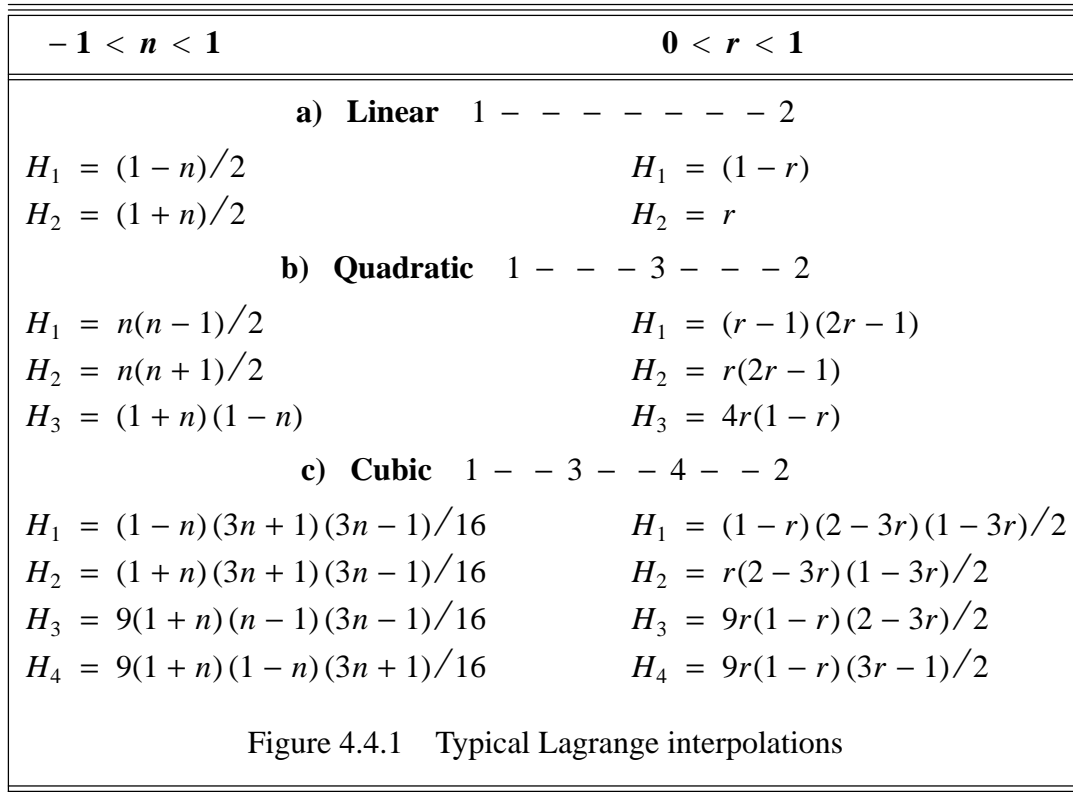 − 1 < n < 1 0 < r < 1
a) Linear 1 − − − − − − − 2
H₁ = (1 − n)/2 H₁ = (1 − r)
H₂ = (1 + n)/2 H₂ = r
b) Quadratic 1 − − − 3 − − − 2
H₁ = n(n − 1)/2 H₁ = (r − 1)(2r − 1)
H₂ = n(n + 1)/2 H₂ = r(2r − 1)
H₃ = (1 + n)(1 − n) H₃ = 4r(1 − r)
c) Cubic 1 − − 3 − − 4 − − 2
H₁ = (1 − n)(3n + 1)(3n − 1)/16 H₁ = (1 − r)(2 − 3r)(1 − 3r)/2
H₂ = (1 + n)(3n + 1)(3n − 1)/16 H₂ = r(2 − 3r)(1 − 3r)/2
H₃ = 9(1 + n)(n − 1)(3n − 1)/16 H₃ = 9r(1 − r)(2 − 3r)/2
H₄ = 9(1 + n)(1 − n)(3n + 1)/16 H₄ = 9r(1 − r)(3r − 1)/2
Figure 4.4.1 Typical Lagrange interpolations